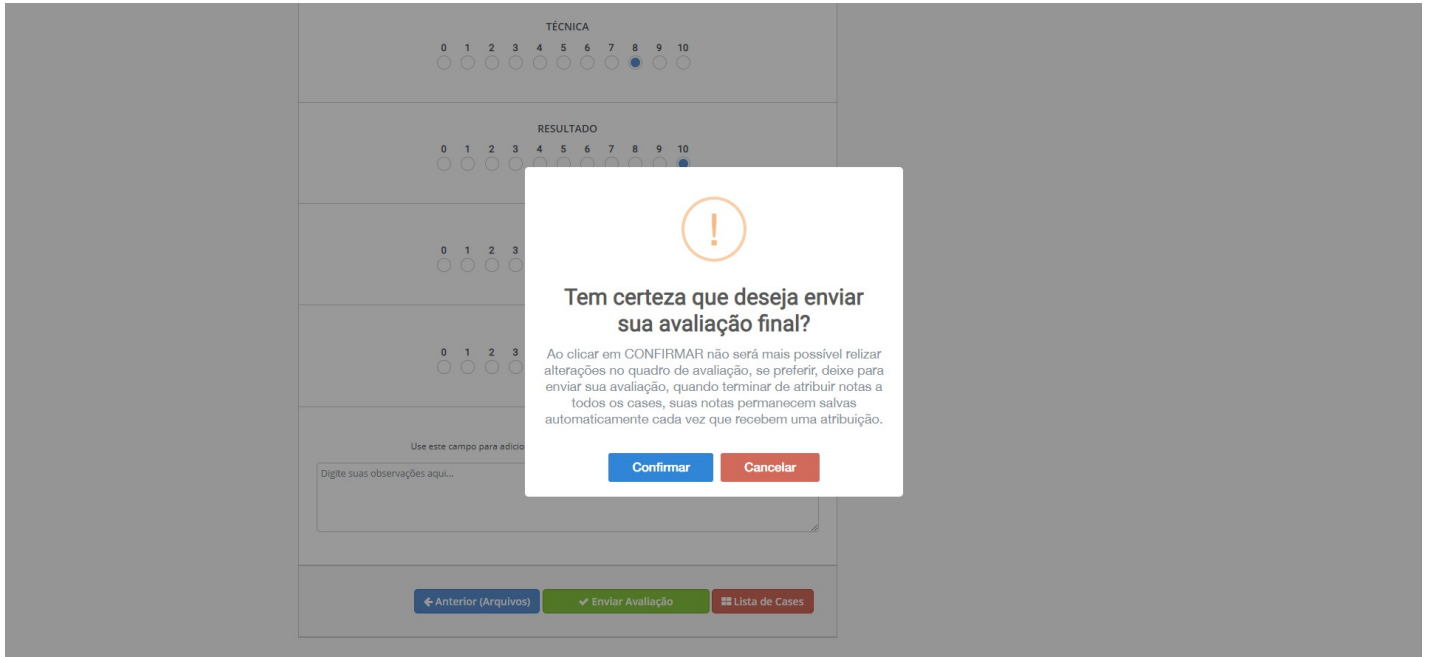 TÉCNICA
0 1 2 3 4 5 6 7 8 9 10
RESULTADO
0 1 2 3 4 5 6 7 8 9 10
0 1 2 3
0 1 2 3
Tem certeza que deseja enviar
sua avaliação final?
Ao clicar em CONFIRMAR não será mais possível relizar
alterações no quadro de avaliação, se preferir, deixe para
enviar sua avaliação, quando terminar de atribuir notas a
todos os cases, suas notas permanecem salvas
automaticamente cada vez que recebem uma atribuição.
Confirmar Cancelar
Use este campo para adicio
Digite suas observações aqui...
Anterior (Arquivos) Enviar Avaliação Lista de Cases